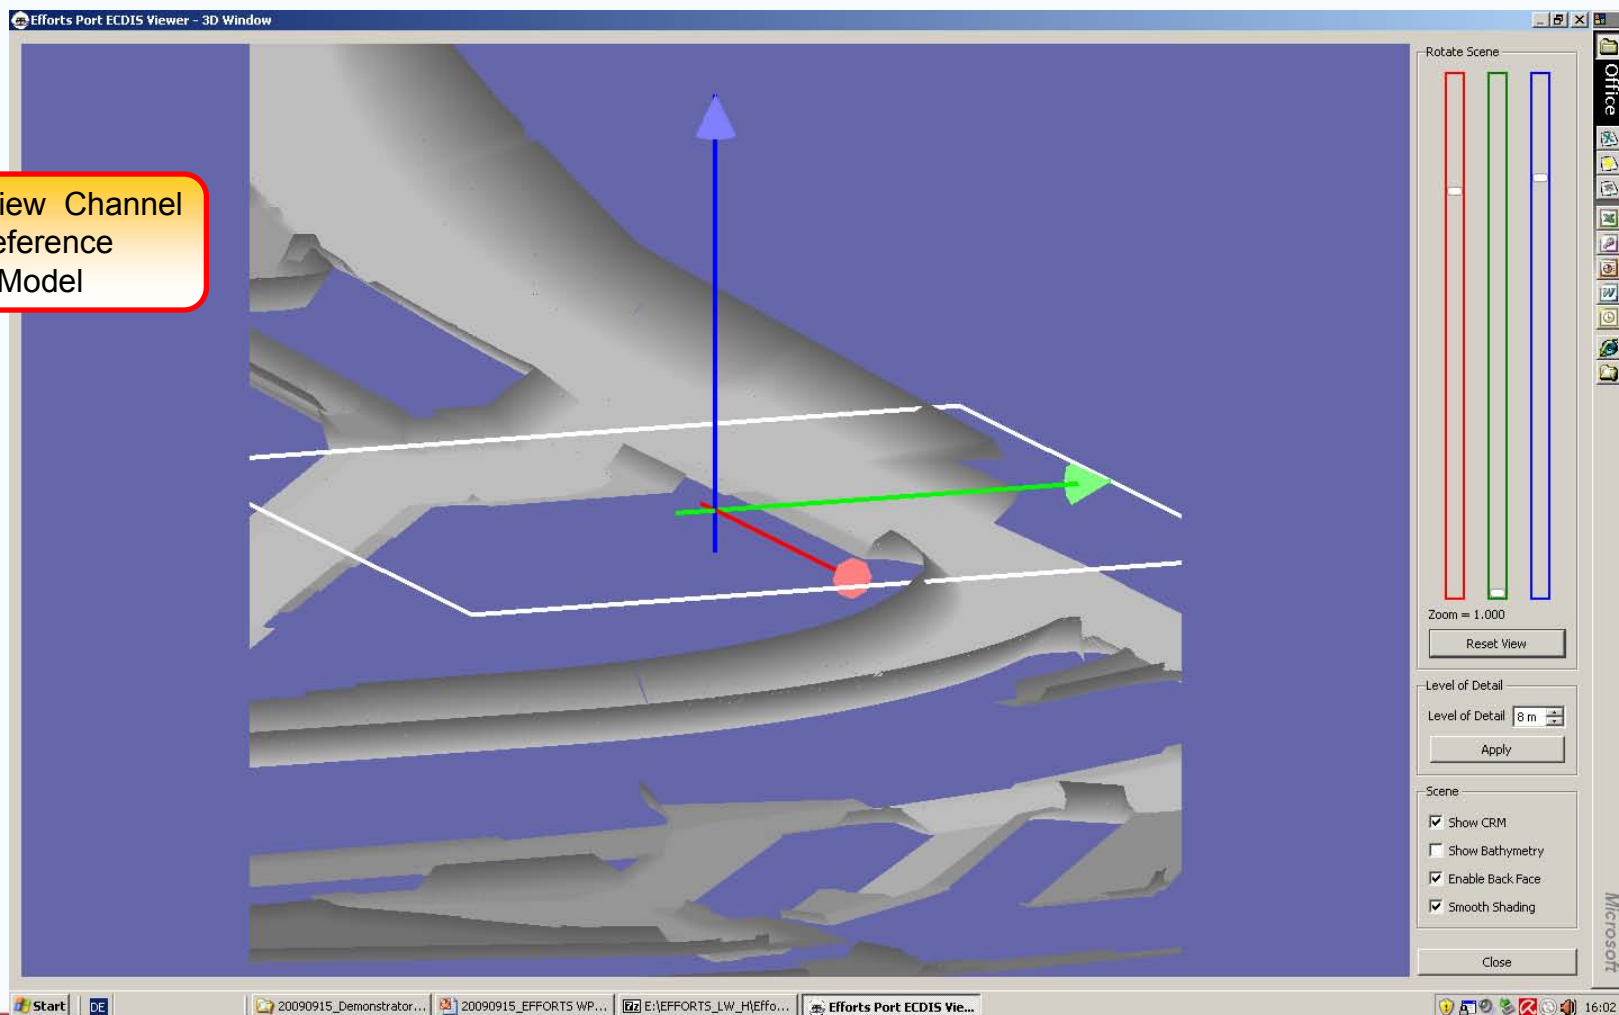 Efforts Port ECDIS Viewer - 3D Window
iew Channel
eference
Model
Rotate Scene
Zoom = 1.000
Reset View
Level of Detail
Level of Detail 8 m
Apply
Scene
Show CRM
Show Bathymetry
Enable Back Face
Smooth Shading
Close
Office
Microsoft
Start
DE
20090915_Demonstrator...
20090915_EFFORTS WP...
E:\EFFORTS_LW_H\Effo...
Efforts Port ECDIS Vie...
16:02